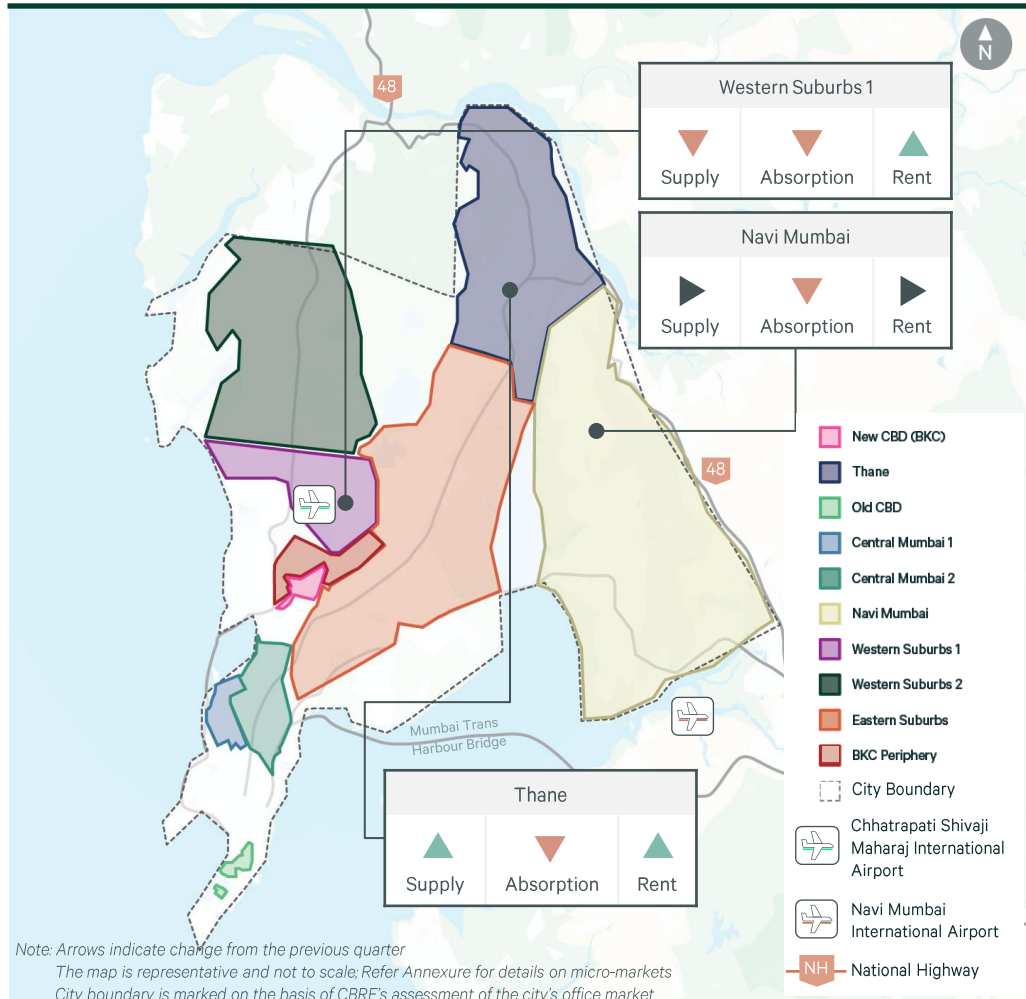 N
48
Western Suburbs 1
Supply
Absorption
Rent
Navi Mumbai
Supply
Absorption
Rent
48
New CBD (BKC)
Thane
Old CBD
Central Mumbai 1
Central Mumbai 2
Navi Mumbai
Western Suburbs 1
Western Suburbs 2
Eastern Suburbs
BKC Periphery
City Boundary
Chhatrapati Shivaji
Maharaj International
Airport
Navi Mumbai
International Airport
NH
National Highway
Mumbai Trans
Harbour Bridge
Thane
Supply
Absorption
Rent
Note: Arrows indicate change from the previous quarter
The map is representative and not to scale; Refer Annexure for details on micro-markets
City boundary is marked on the basis of CBRE's assessment of the city's office market